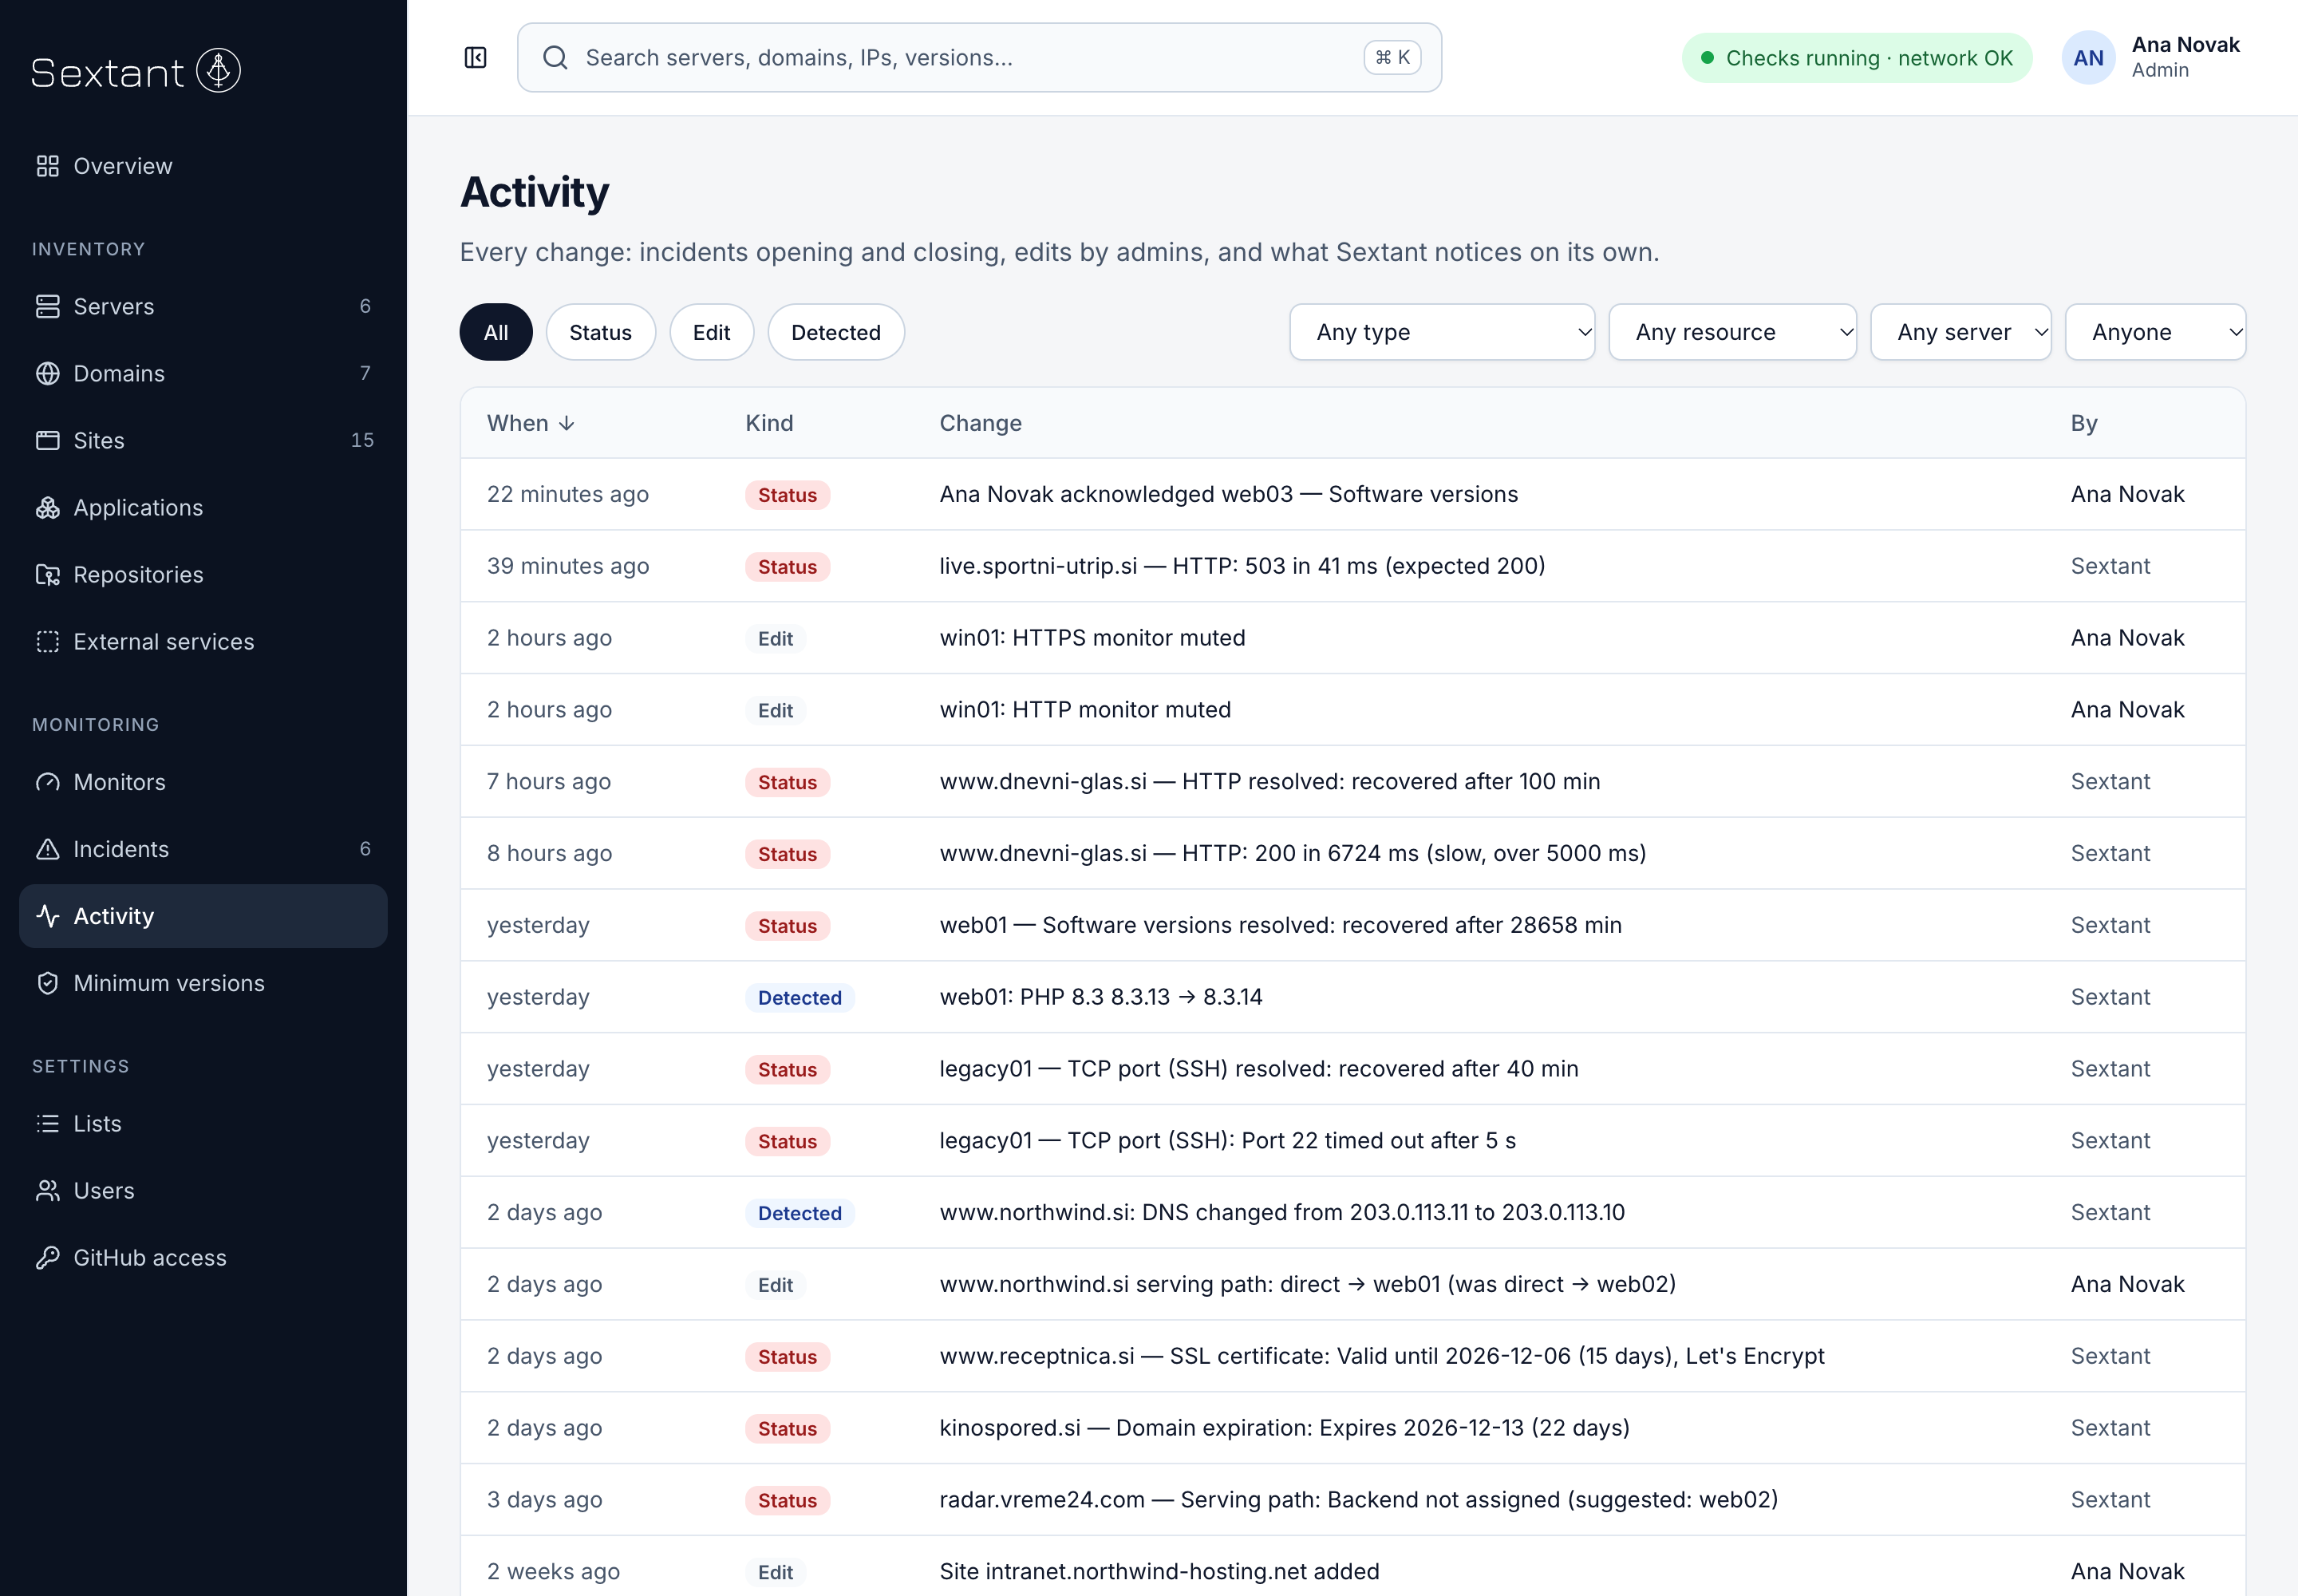 Sextant
Overview
INVENTORY
Servers 6
Domains 7
Sites 15
Applications
Repositories
External services
MONITORING
Monitors
Incidents 6
Activity
Minimum versions
SETTINGS
Lists
Users
GitHub access
Search servers, domains, IPs, versions... ⌘ K
Checks running · network OK
AN
Ana Novak
Admin
Activity
Every change: incidents opening and closing, edits by admins, and what Sextant notices on its own.
All Status Edit Detected Any type Any resource Any server Anyone
When ↓ Kind Change By
22 minutes ago Status Ana Novak acknowledged web03 — Software versions Ana Novak
39 minutes ago Status live.sportni-utrip.si — HTTP: 503 in 41 ms (expected 200) Sextant
2 hours ago Edit win01: HTTPS monitor muted Ana Novak
2 hours ago Edit win01: HTTP monitor muted Ana Novak
7 hours ago Status www.dnevni-glas.si — HTTP resolved: recovered after 100 min Sextant
8 hours ago Status www.dnevni-glas.si — HTTP: 200 in 6724 ms (slow, over 5000 ms) Sextant
yesterday Status web01 — Software versions resolved: recovered after 28658 min Sextant
yesterday Detected web01: PHP 8.3 8.3.13 → 8.3.14 Sextant
yesterday Status legacy01 — TCP port (SSH) resolved: recovered after 40 min Sextant
yesterday Status legacy01 — TCP port (SSH): Port 22 timed out after 5 s Sextant
2 days ago Detected www.northwind.si: DNS changed from 203.0.113.11 to 203.0.113.10 Sextant
2 days ago Edit www.northwind.si serving path: direct → web01 (was direct → web02) Ana Novak
2 days ago Status www.receptnica.si — SSL certificate: Valid until 2026-12-06 (15 days), Let's Encrypt Sextant
2 days ago Status kinospored.si — Domain expiration: Expires 2026-12-13 (22 days) Sextant
3 days ago Status radar.vreme24.com — Serving path: Backend not assigned (suggested: web02) Sextant
2 weeks ago Edit Site intranet.northwind-hosting.net added Ana Novak